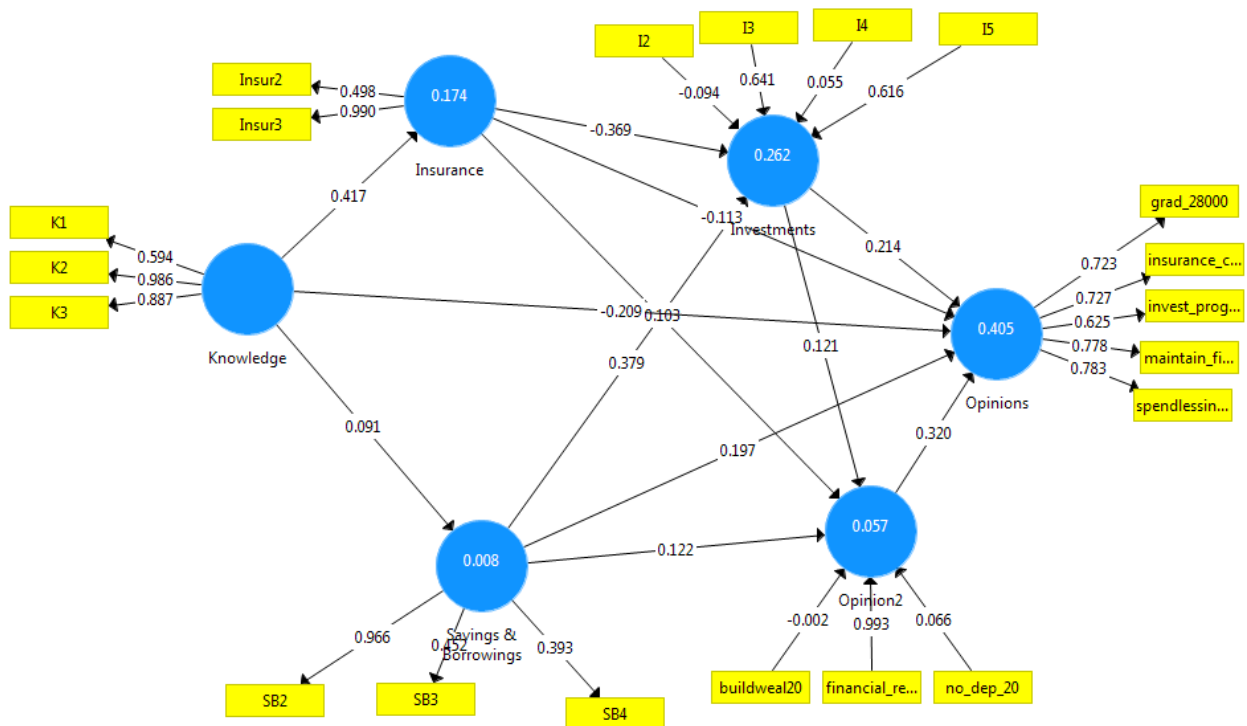 I2
I3
I4
I5
-0.094
0.641
0.055
0.616
Insur2
Insur3
0.498
0.990
0.174
Insurance
-0.369
0.262
Investments
0.417
-0.113
0.214
K1
K2
K3
0.594
0.986
0.887
Knowledge
-0.209
0.103
0.379
0.121
0.091
0.197
0.405
Opinions
0.723
0.727
0.625
0.778
0.783
grad_28000
insurance_c...
invest_prog...
maintain_fi...
spendlessin...
0.320
0.122
0.057
Opinion2
-0.002
0.993
0.066
buildweal20
financial_re...
no_dep_20
0.008
Savings &
Borrowings
0.966
0.452
0.393
SB2
SB3
SB4